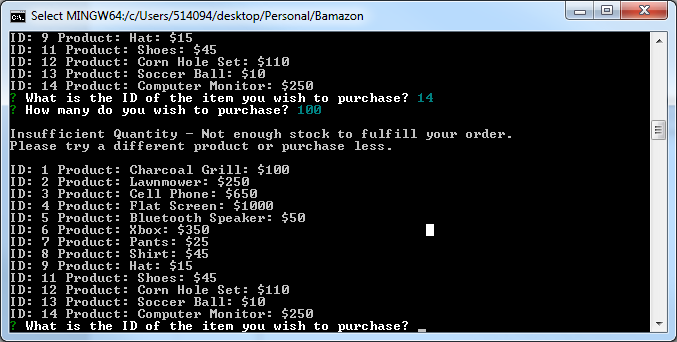 Select MINGW64:/c/Users/514094/desktop/Personal/Bamazon
ID: 9 Product: Hat: $15
ID: 11 Product: Shoes: $45
ID: 12 Product: Corn Hole Set: $110
ID: 13 Product: Soccer Ball: $10
ID: 14 Product: Computer Monitor: $250
? What is the ID of the item you wish to purchase? 14
? How many do you wish to purchase? 100
Insufficient Quantity - Not enough stock to fulfill your order.
Please try a different product or purchase less.
ID: 1 Product: Charcoal Grill: $100
ID: 2 Product: Lawnmower: $250
ID: 3 Product: Cell Phone: $650
ID: 4 Product: Flat Screen: $1000
ID: 5 Product: Bluetooth Speaker: $50
ID: 6 Product: Xbox: $350
ID: 7 Product: Pants: $25
ID: 8 Product: Shirt: $45
ID: 9 Product: Hat: $15
ID: 11 Product: Shoes: $45
ID: 12 Product: Corn Hole Set: $110
ID: 13 Product: Soccer Ball: $10
ID: 14 Product: Computer Monitor: $250
? What is the ID of the item you wish to purchase? _